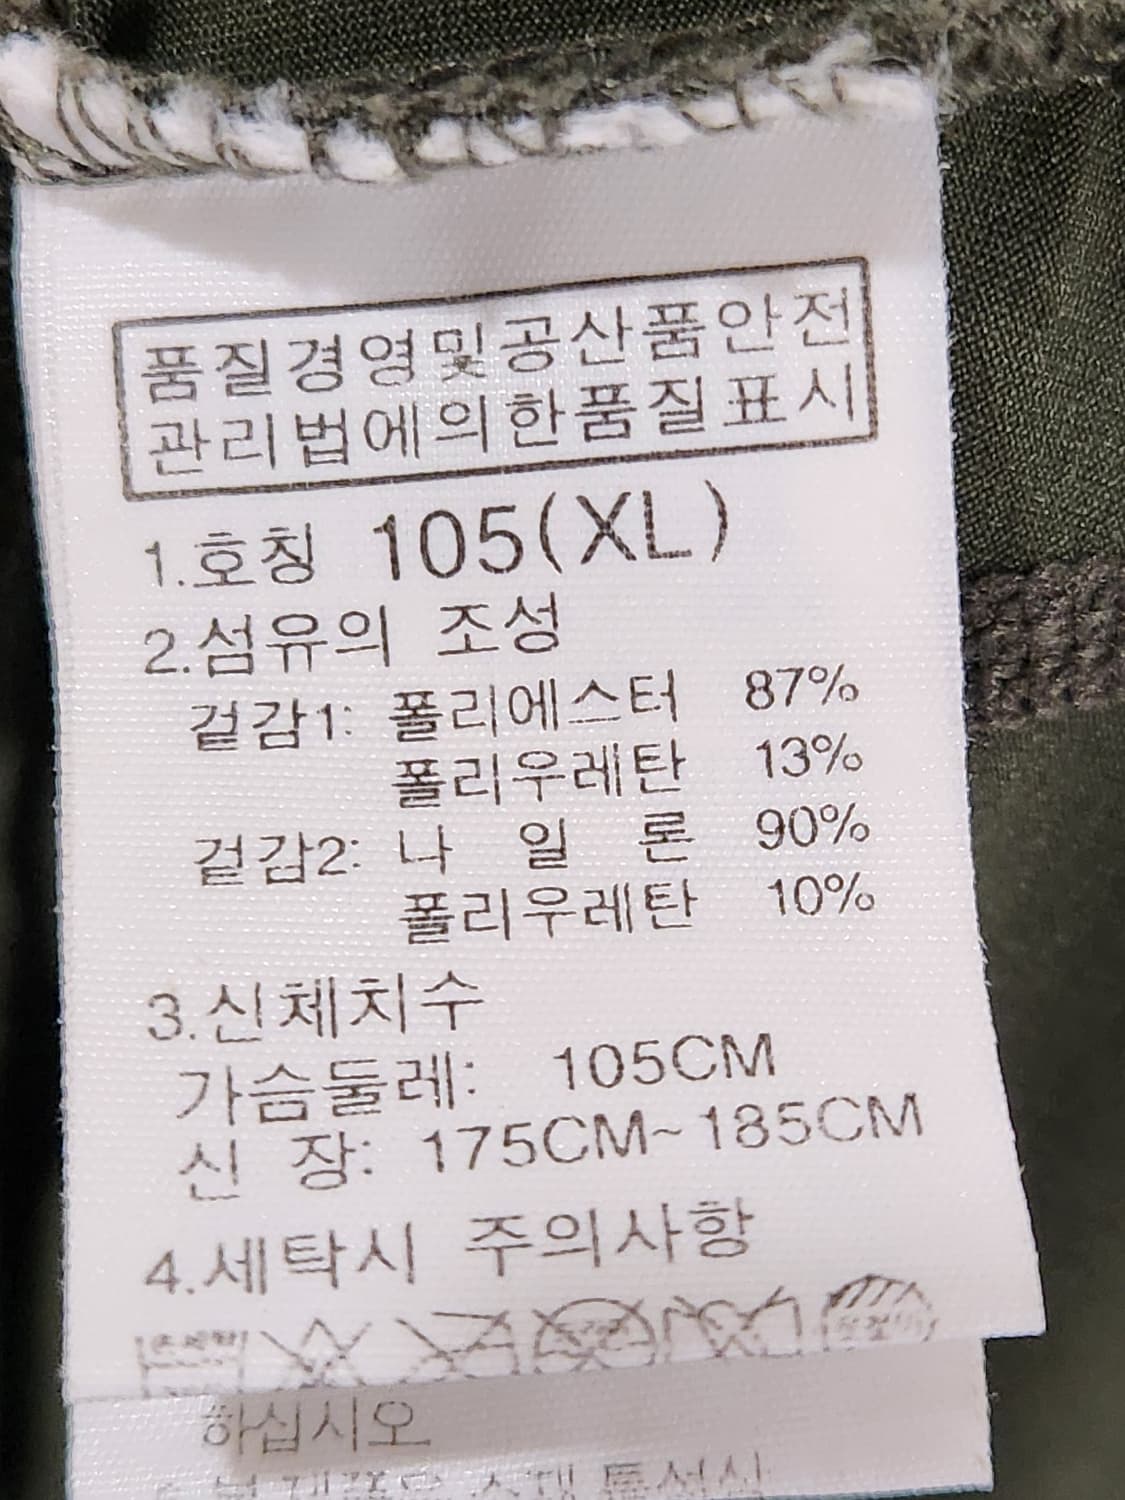 품질경영및공산품안전
관리법에의한품질표시
1.호칭 105(XL)
2.섬유의 조성
겉감1: 폴리에스터 87%
폴리우레탄 13%
겉감2: 나 일 론 90%
폴리우레탄 10%
3.신체치수
가슴둘레: 105CM
신 장: 175CM~185CM
4.세탁시 주의사항
하십시오